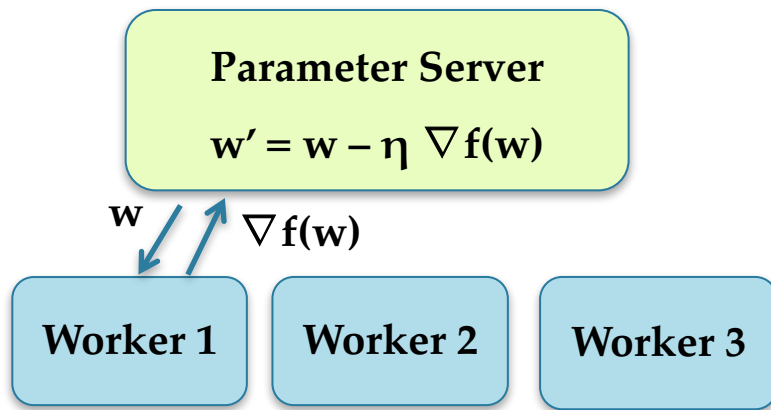 Parameter Server
w' = w – η ∇f(w)
w
∇f(w)
Worker 1
Worker 2
Worker 3